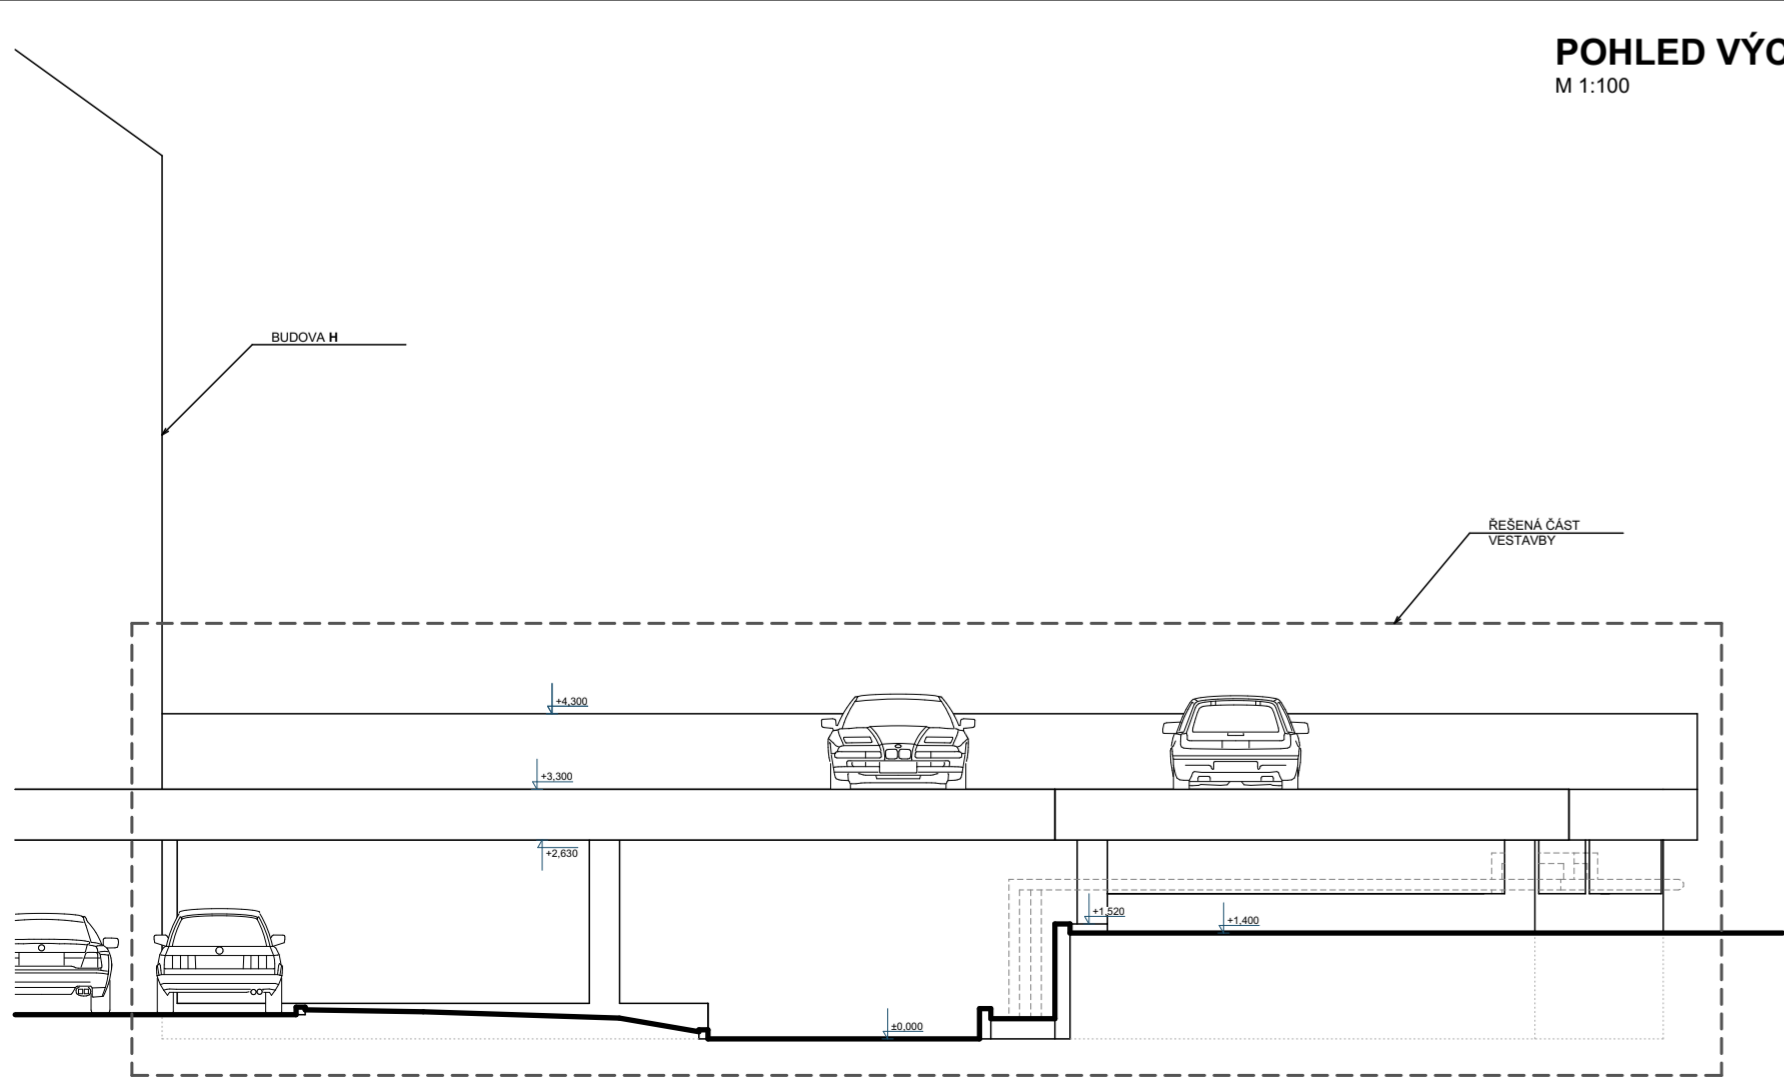 POHLED VÝC
M 1:100
BUDOVA H
ŘEŠENÁ ČÁST
VESTAVBY
+4,300
+3,300
+2,630
+1,520
+1,400
±0,000